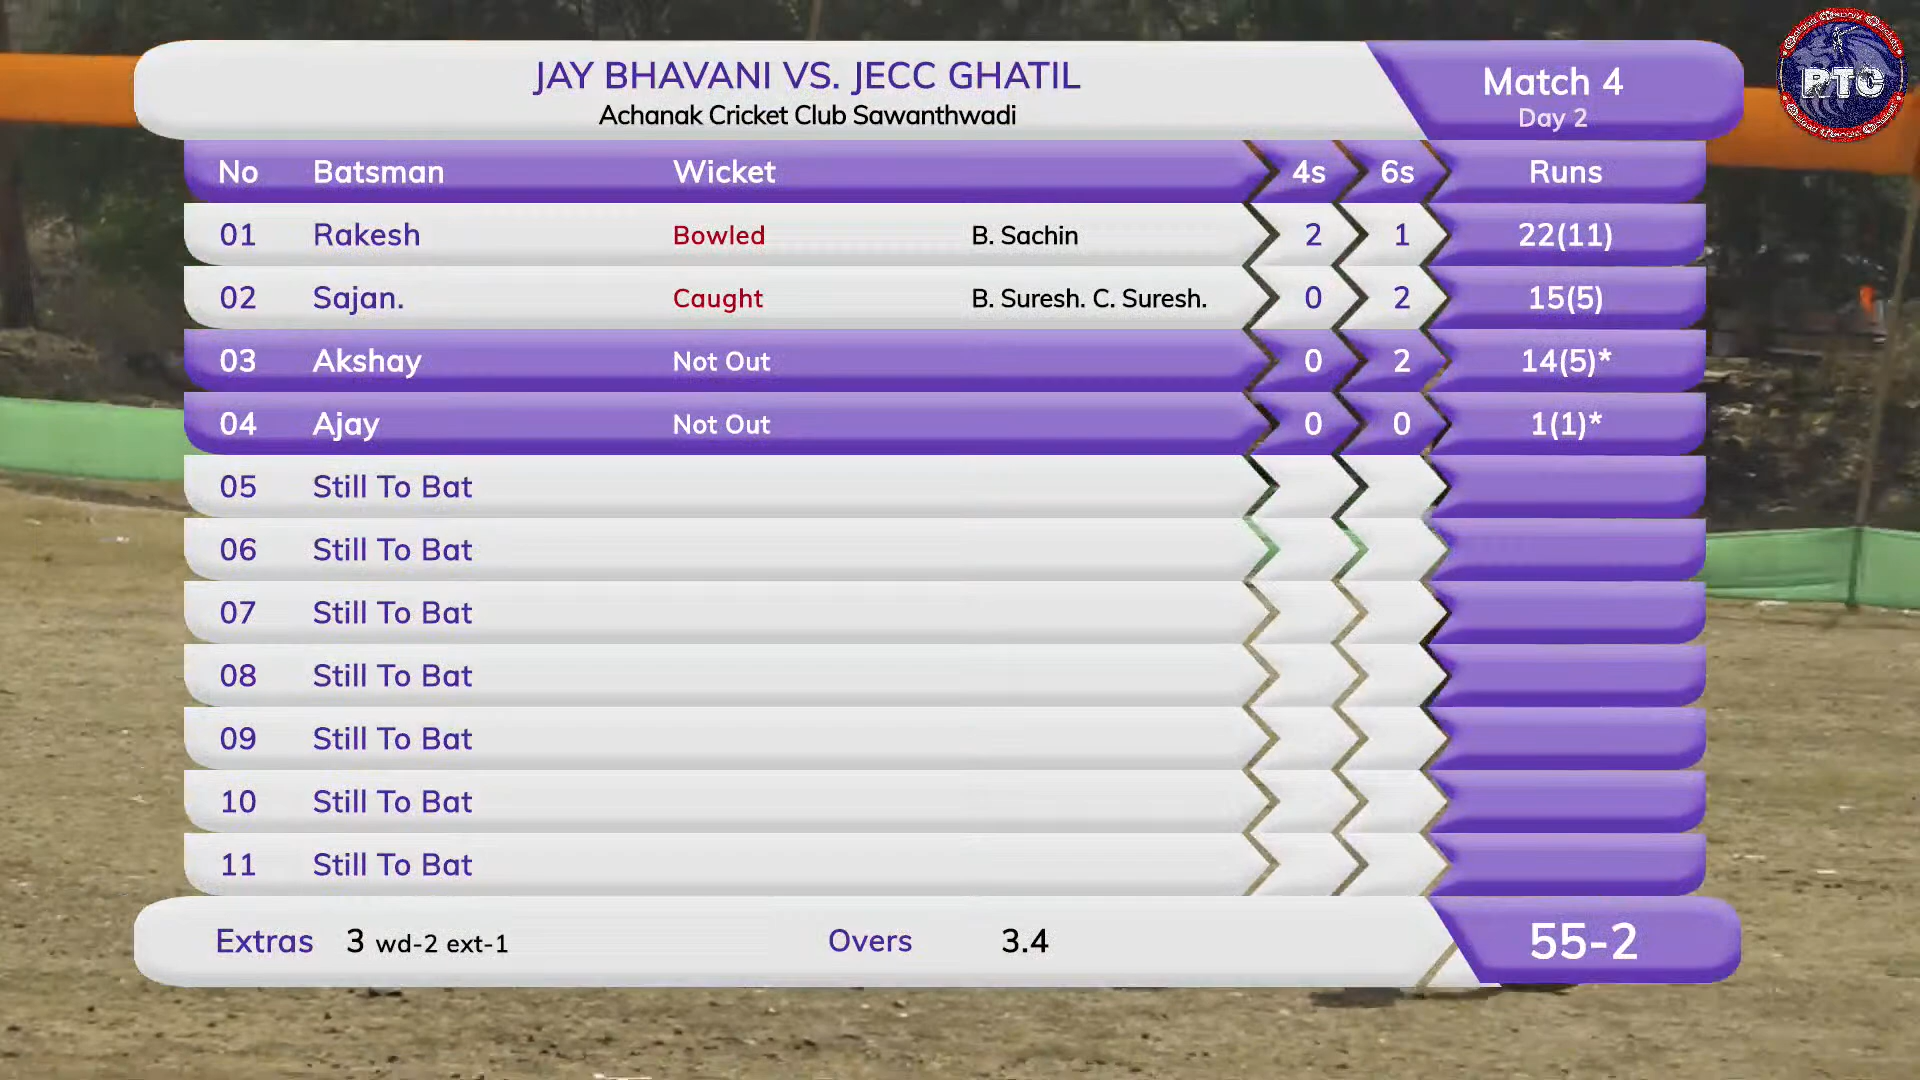 JAY BHAVANI VS. JECC GHATIL
Achanak Cricket Club Sawanthwadi
Match 4
Day 2
PTC
No Batsman Wicket 4s 6s Runs
01 Rakesh Bowled B. Sachin 2 1 22(11)
02 Sajan. Caught B. Suresh. C. Suresh. 0 2 15(5)
03 Akshay Not Out 0 2 14(5)*
04 Ajay Not Out 0 0 1(1)*
05 Still To Bat
06 Still To Bat
07 Still To Bat
08 Still To Bat
09 Still To Bat
10 Still To Bat
11 Still To Bat
Extras 3 wd-2 ext-1 Overs 3.4 55-2